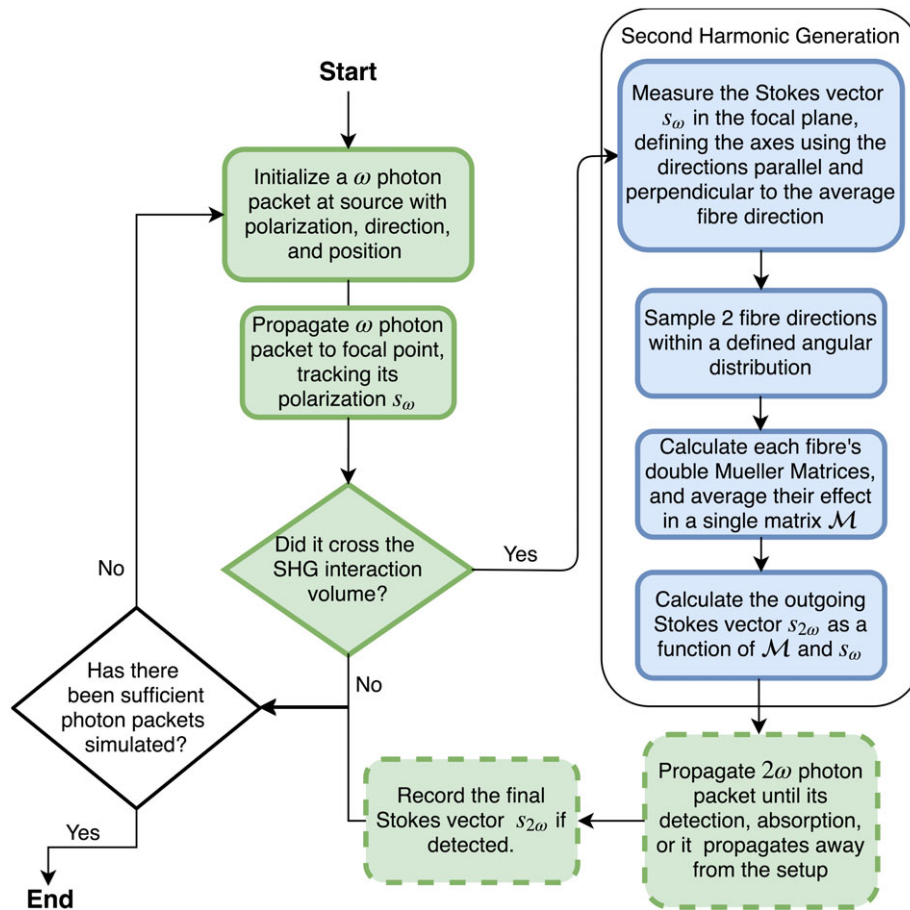 Start
Initialize a ω photon
packet at source with
polarization, direction,
and position
Propagate ω photon
packet to focal point,
tracking its
polarization s_ω
Did it cross the
SHG interaction
volume?
Yes
No
Second Harmonic Generation
Measure the Stokes vector
s_ω in the focal plane,
defining the axes using the
directions parallel and
perpendicular to the average
fibre direction
Sample 2 fibre directions
within a defined angular
distribution
Calculate each fibre's
double Mueller Matrices,
and average their effect
in a single matrix ℳ
Calculate the outgoing
Stokes vector s_2ω as a
function of ℳ and s_ω
Propagate 2ω photon
packet until its
detection, absorption,
or it propagates away
from the setup
Record the final
Stokes vector s_2ω if
detected.
Has there
been sufficient
photon packets
simulated?
No
Yes
End